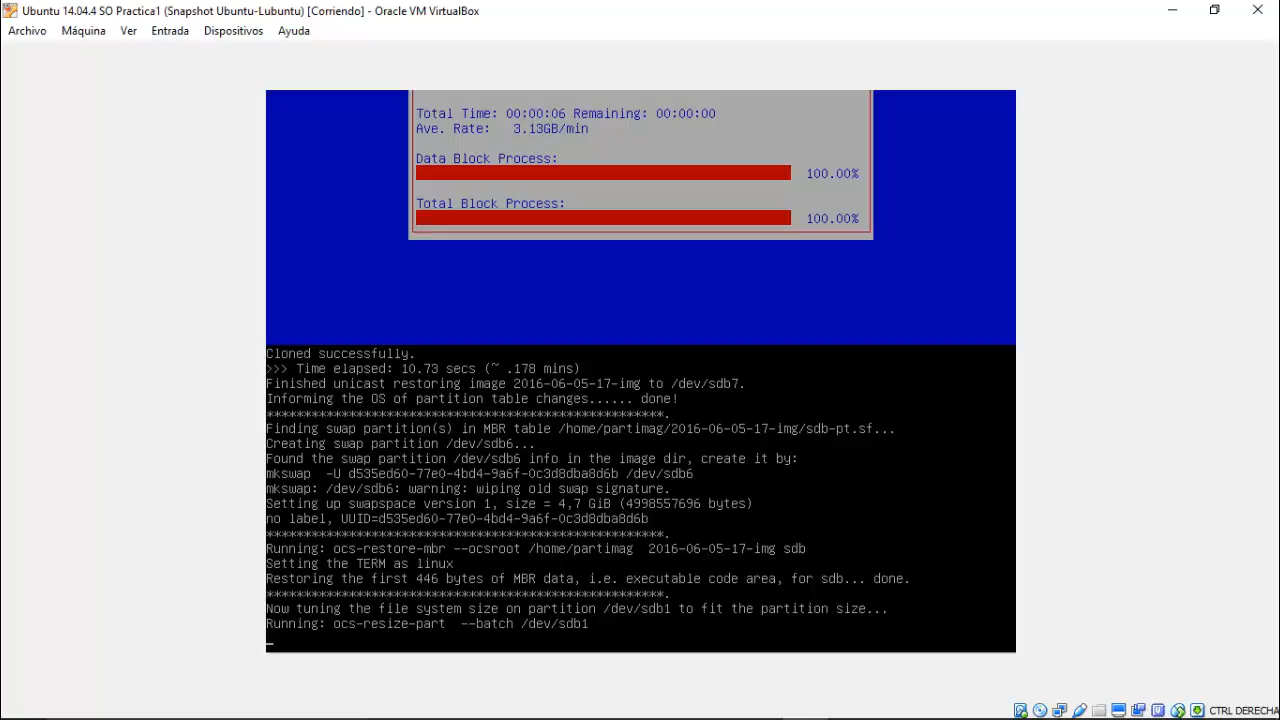 Ubuntu 14.04.4 SO Practica1 (Snapshot Ubuntu-Lubuntu) [Corriendo] - Oracle VM VirtualBox
Archivo Máquina Ver Entrada Dispositivos Ayuda
Total Time: 00:00:06 Remaining: 00:00:00
Ave. Rate: 3.13GB/min
Data Block Process:
100.00%
Total Block Process:
100.00%
Cloned successfully.
>>> Time elapsed: 10.73 secs (~ .178 mins)
Finished unicast restoring image 2016-06-05-17-img to /dev/sdb7.
Informing the OS of partition table changes...... done!
*****************************************************.
Finding swap partition(s) in MBR table /home/partimag/2016-06-05-17-img/sdb-pt.sf...
Creating swap partition /dev/sdb6...
Found the swap partition /dev/sdb6 info in the image dir, create it by:
mkswap -U d535ed60-77e0-4bd4-9a6f-0c3d8dba8d6b /dev/sdb6
mkswap: /dev/sdb6: warning: wiping old swap signature.
Setting up swapspace version 1, size = 4,7 GiB (4998557696 bytes)
no label, UUID=d535ed60-77e0-4bd4-9a6f-0c3d8dba8d6b
*****************************************************.
Running: ocs-restore-mbr --ocsroot /home/partimag 2016-06-05-17-img sdb
Setting the TERM as linux
Restoring the first 446 bytes of MBR data, i.e. executable code area, for sdb... done.
*****************************************************.
Now tuning the file system size on partition /dev/sdb1 to fit the partition size...
Running: ocs-resize-part --batch /dev/sdb1
CTRL DERECHA